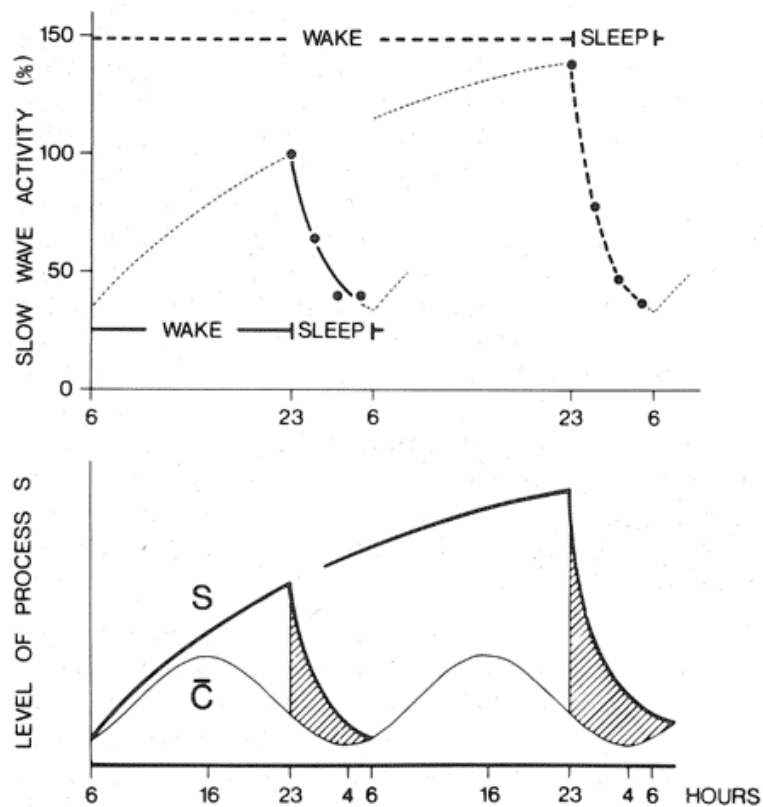 SLOW WAVE ACTIVITY (%)
150
100
50
0
WAKE
SLEEP
WAKE
SLEEP
6
23
6
23
6
LEVEL OF PROCESS S
S
C̄
6
16
23
4
6
16
23
4
6
HOURS